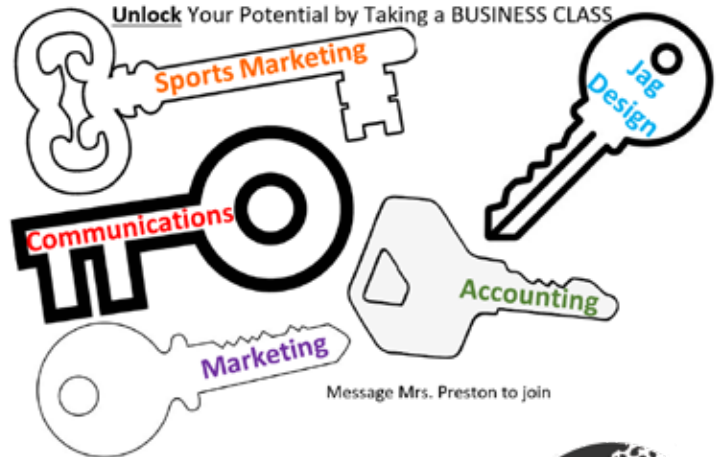 Unlock Your Potential by Taking a BUSINESS CLASS
Sports Marketing
Jag
Design
Communications
Accounting
Marketing
Message Mrs. Preston to join